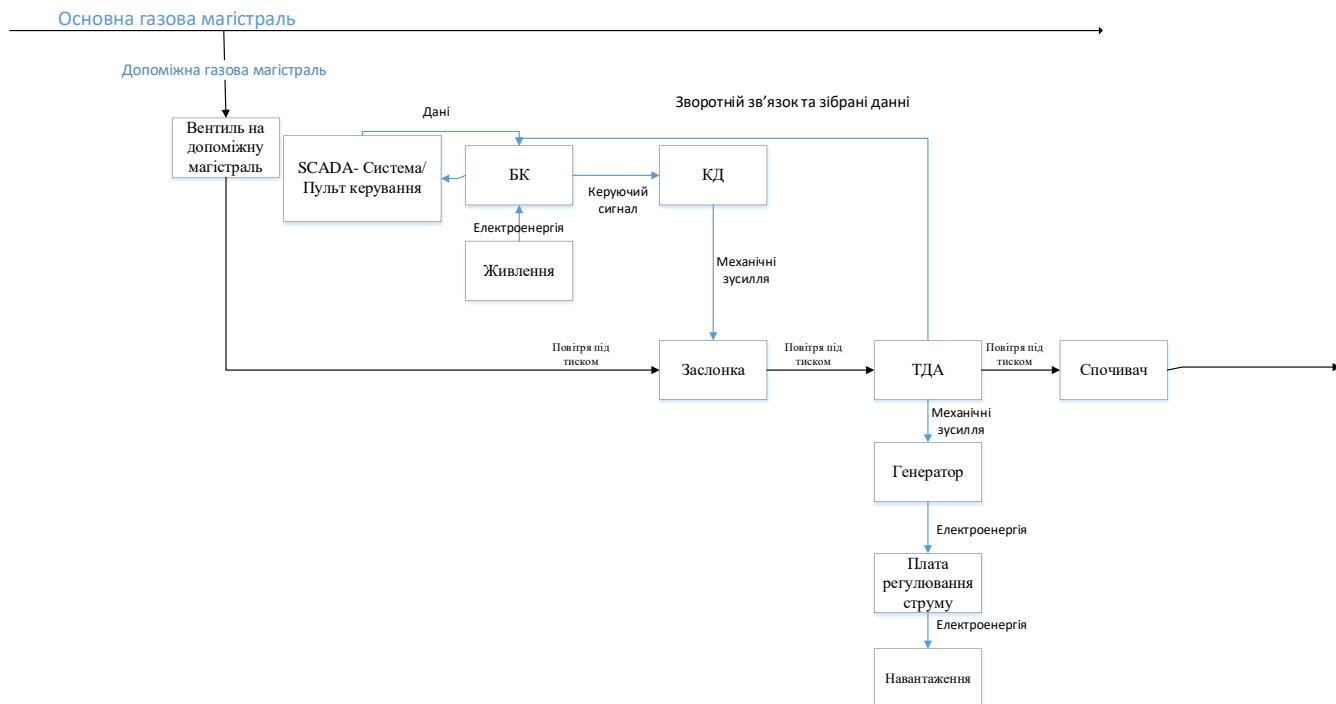 Основна газова магістраль
Допоміжна газова магістраль
Зворотній зв’язок та зібрані данні
Дані
Вентиль на
допоміжну
магістраль
SCADA- Система/
Пульт керування
БК
Керуючий
сигнал
КД
Електроенергія
Живлення
Механічні
зусилля
Повітря під
тиском
Заслонка
Повітря під
тиском
ТДА
Повітря під
тиском
Спочивач
Механічні
зусилля
Генератор
Електроенергія
Плата
регулювання
струму
Електроенергія
Навантаження